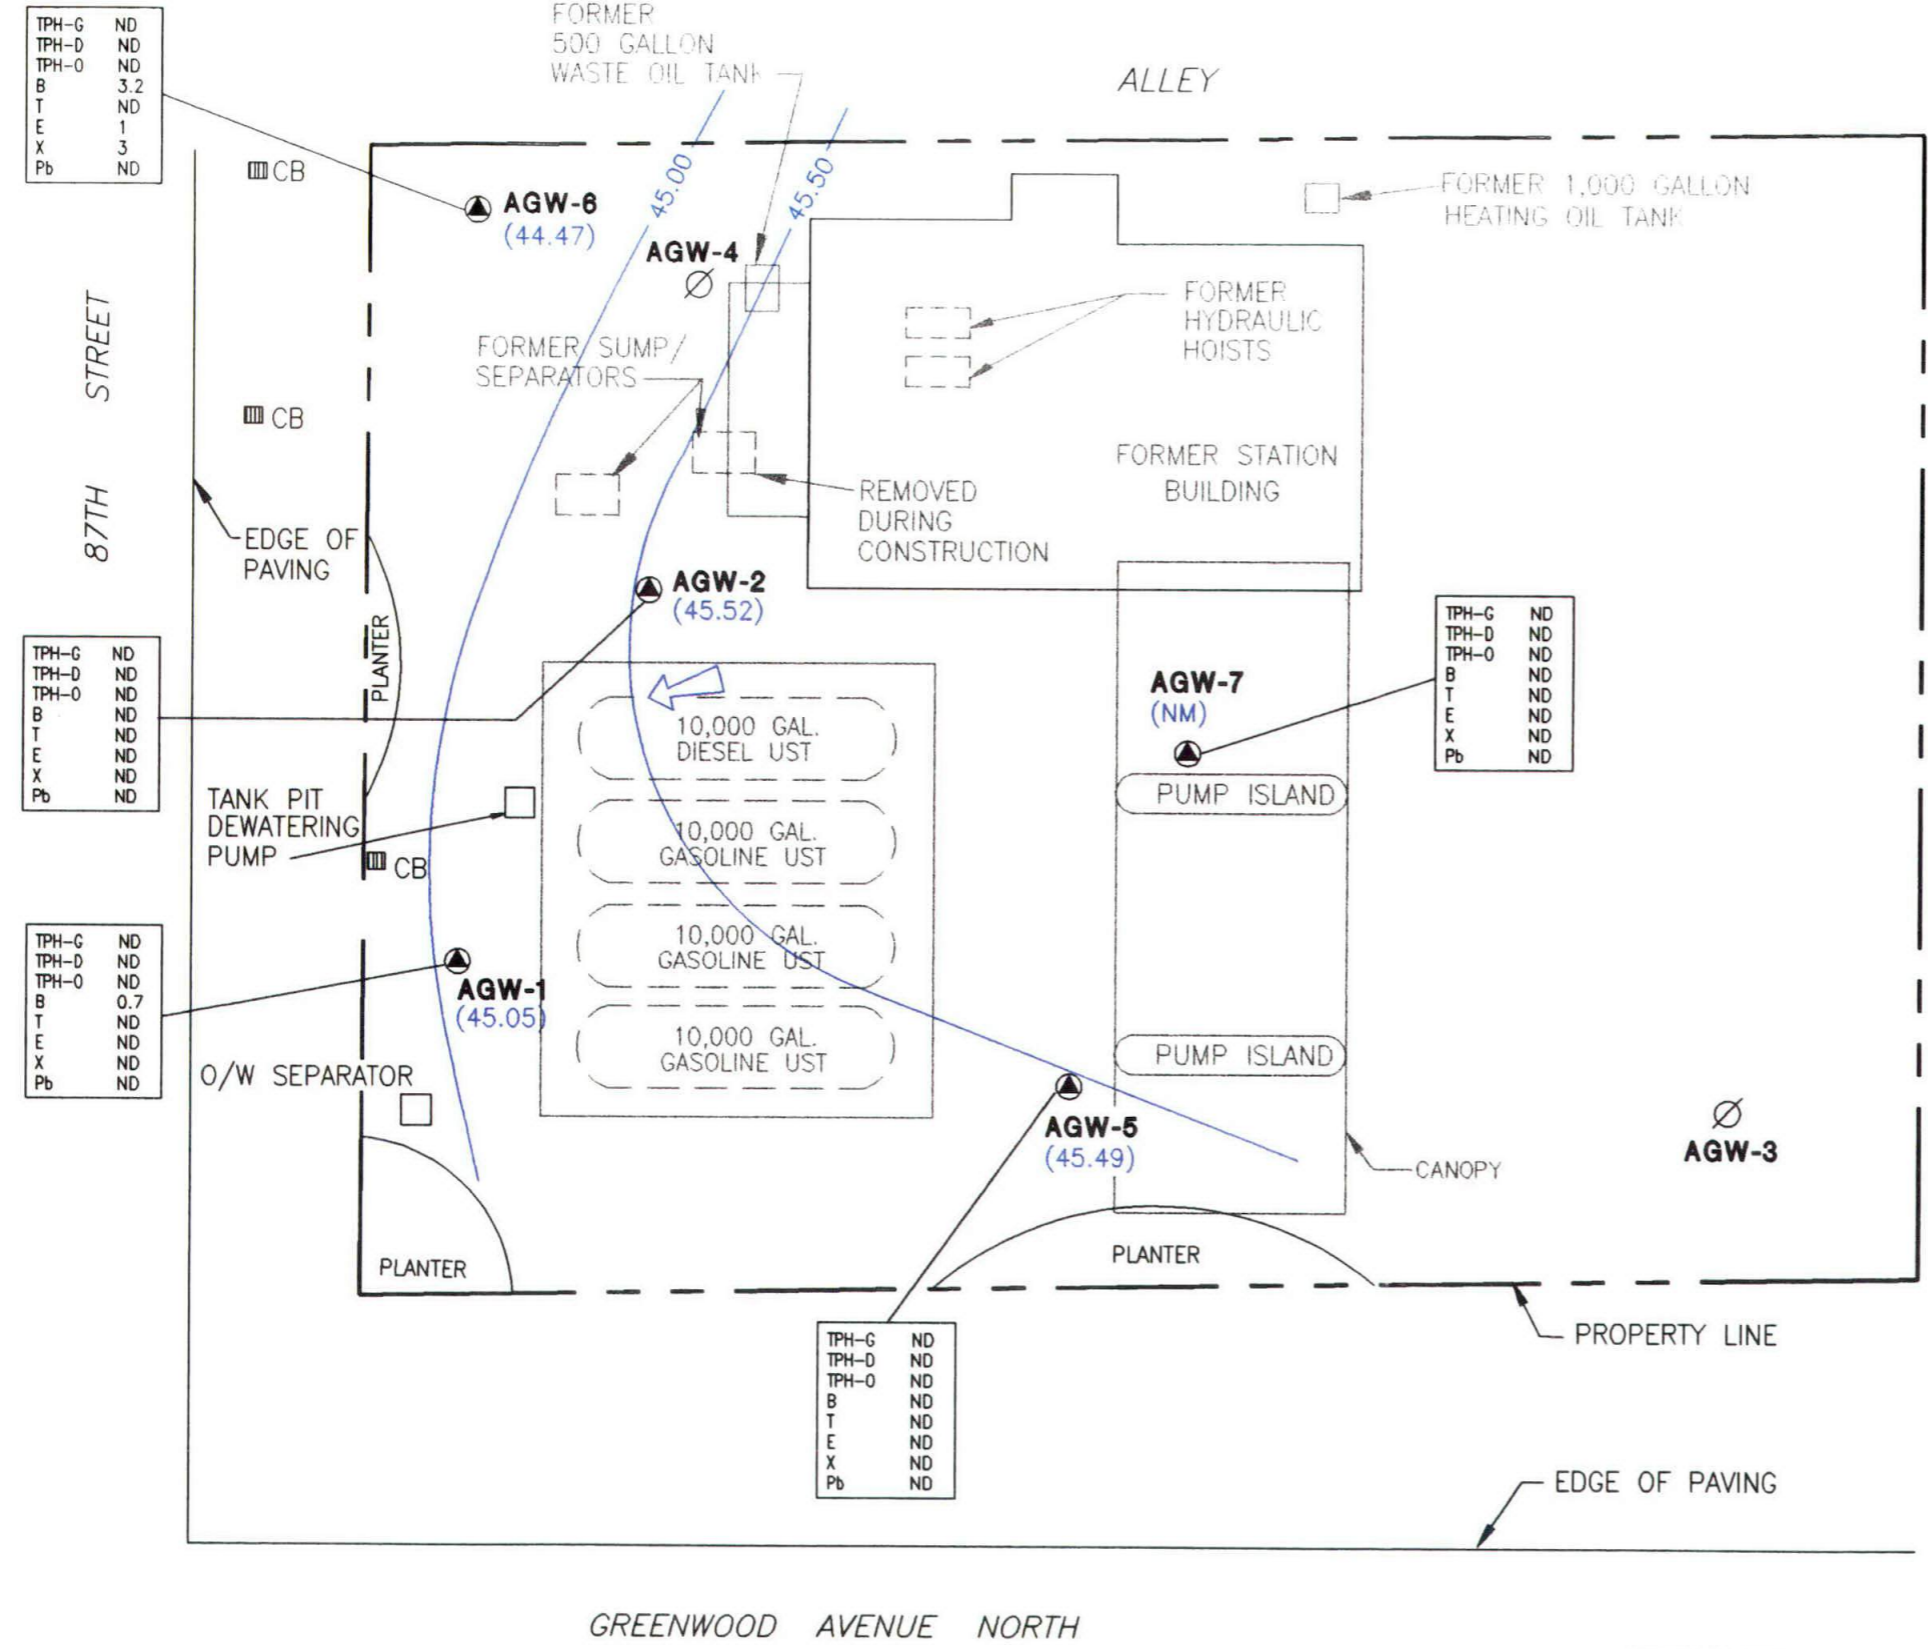 FORMER
500 GALLON
WASTE OIL TANK
ALLEY
TPH-G ND
TPH-D ND
TPH-O ND
B 3.2
T ND
E 1
X 3
Pb ND
CB
AGW-6
(44.47)
45.00
45.50
FORMER 1,000 GALLON
HEATING OIL TANK
AGW-4
FORMER
HYDRAULIC
HOISTS
FORMER SUMP/
SEPARATORS
CB
87TH STREET
FORMER STATION
BUILDING
REMOVED
DURING
CONSTRUCTION
EDGE OF
PAVING
PLANTER
AGW-2
(45.52)
TPH-G ND
TPH-D ND
TPH-O ND
B ND
T ND
E ND
X ND
Pb ND
TPH-G ND
TPH-D ND
TPH-O ND
B ND
T ND
E ND
X ND
Pb ND
AGW-7
(NM)
10,000 GAL.
DIESEL UST
PUMP ISLAND
TANK PIT
DEWATERING
PUMP
CB
10,000 GAL.
GASOLINE UST
10,000 GAL.
GASOLINE UST
10,000 GAL.
GASOLINE UST
TPH-G ND
TPH-D ND
TPH-O ND
B 0.7
T ND
E ND
X ND
Pb ND
AGW-1
(45.05)
PUMP ISLAND
O/W SEPARATOR
AGW-5
(45.49)
AGW-3
CANOPY
PLANTER
PLANTER
PROPERTY LINE
TPH-G ND
TPH-D ND
TPH-O ND
B ND
T ND
E ND
X ND
Pb ND
EDGE OF PAVING
GREENWOOD AVENUE NORTH